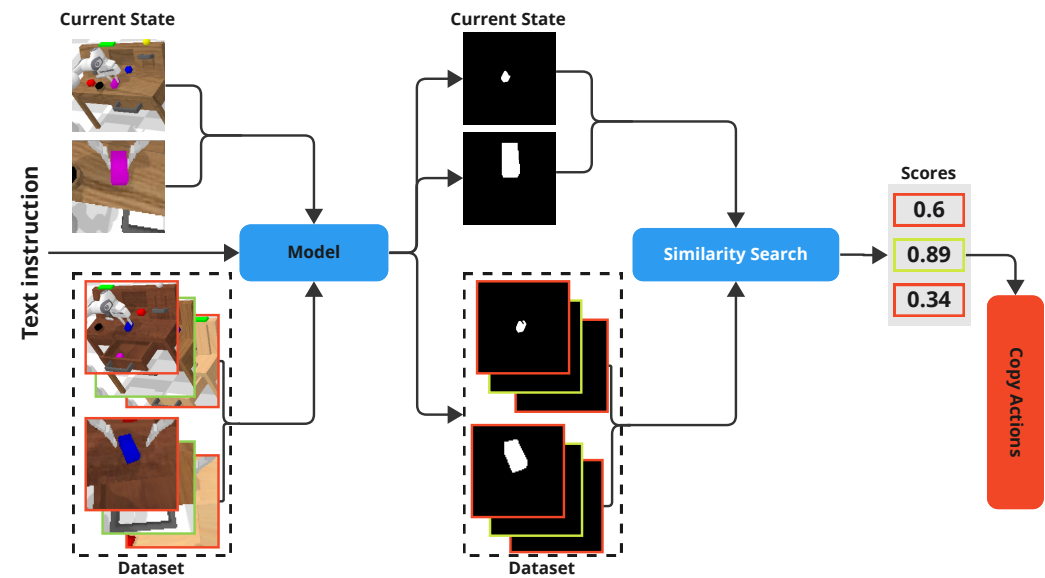 Current State
Current State
Text instruction
Model
Similarity Search
Scores
0.6
0.89
0.34
Copy Actions
Dataset
Dataset